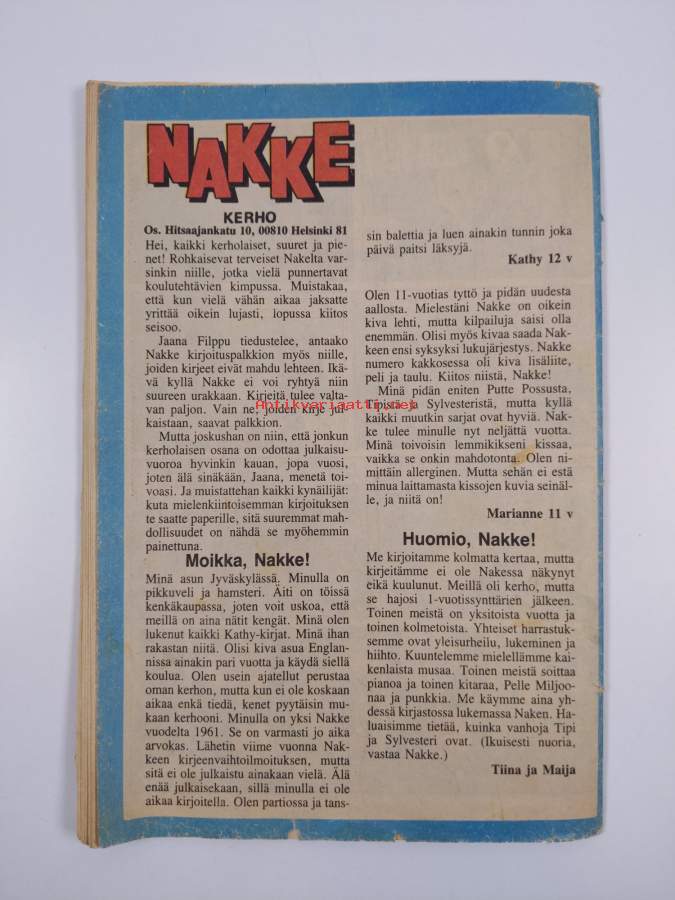 NAKKE
KERHO
Os. Hitsaajankatu 10, 00810 Helsinki 81
Hei, kaikki kerholaiset, suuret ja pie-
net! Rohkaisevat terveiset Nakelta var-
sinkin niille, jotka vielä punnertavat
koulutehtävien kimpussa. Muistakaa,
että kun vielä vähän aikaa jaksatte
yrittää oikein lujasti, lopussa kiitos
seisoo.
Jaana Filppu tiedustelee, antaako
Nakke kirjoituspalkkion myös niille,
joiden kirjeet eivät mahdu lehteen. Ikä-
vä kyllä Nakke ei voi ryhtyä niin
suureen urakkaan. Kirjeitä tulee valta-
van paljon. Vain ne, joiden kirje jul-
kaistaan, saavat palkkion.
Mutta joskushan on niin, että jonkun
kerholaisen osana on odottaa julkaisu-
vuoroa hyvinkin kauan, jopa vuosi,
joten älä sinäkään, Jaana, menetä toi-
voasi. Ja muistattehan kaikki kynäilijät:
kuta mielenkiintoisemman kirjoituksen
te saatte paperille, sitä suuremmat mah-
dollisuudet on nähdä se myöhemmin
painettuna.
Moikka, Nakke!
Minä asun Jyväskylässä. Minulla on
pikkuveli ja hamsteri. Äiti on töissä
kenkäkaupassa, joten voit uskoa, että
meillä on aina nätit kengät. Minä olen
lukenut kaikki Kathy-kirjat. Minä ihan
rakastan niitä. Olisi kiva asua Englan-
nissa ainakin pari vuotta ja käydä siellä
koulua. Olen usein ajatellut perustaa
oman kerhon, mutta kun ei ole koskaan
aikaa enkä tiedä, kenet pyytäisin mu-
kaan kerhooni. Minulla on yksi Nakke
vuodelta 1961. Se on varmasti jo aika
arvokas. Lähetin viime vuonna Nak-
keen kirjeenvaihtoilmoituksen, mutta
sitä ei ole julkaistu ainakaan vielä. Älä
enää julkaisekaan, sillä minulla ei ole
aikaa kirjoitella. Olen partiossa ja tans-
sin balettia ja luen ainakin tunnin joka
päivä paitsi läksyjä.
Kathy 12 v
Olen 11-vuotias tyttö ja pidän uudesta
aallosta. Mielestäni Nakke on oikein
kiva lehti, mutta kilpailuja saisi olla
enemmän. Olisi myös kivaa saada Nak-
keen ensi syksyksi lukujärjestys. Nakke
numero kakkosessa oli kiva lisäliite,
peli ja taulu. Kiitos niistä, Nakke!
Minä pidän eniten Putte Possusta,
Tipistä ja Sylvesteristä, mutta kyllä
kaikki muutkin sarjat ovat hyviä. Nak-
ke tulee minulle nyt neljättä vuotta.
Minä toivoisin lemmikikseni kissaa,
vaikka se onkin mahdotonta. Olen ni-
mittäin allerginen. Mutta sehän ei estä
minua laittamasta kissojen kuvia seinäl-
le, ja niitä on!
Marianne 11 v
Huomio, Nakke!
Me kirjoitamme kolmatta kertaa, mutta
kirjeitämme ei ole Nakessa näkynyt
eikä kuulunut. Meillä oli kerho, mutta
se hajosi 1-vuotissynttärien jälkeen.
Toinen meistä on yksitoista vuotta ja
toinen kolmetoista. Yhteiset harrastuk-
semme ovat yleisurheilu, lukeminen ja
hiihto. Kuuntelemme mielellämme kai-
kenlaista musaa. Toinen meistä soittaa
pianoa ja toinen kitaraa, Pelle Miljoo-
naa ja punkkia. Me käymme aina yh-
dessä kirjastossa lukemassa Naken. Ha-
luaisimme tietää, kuinka vanhoja Tipi
ja Sylvesteri ovat. (Ikuisesti nuoria,
vastaa Nakke.)
Tiina ja Maija
Antikvariaatti.net